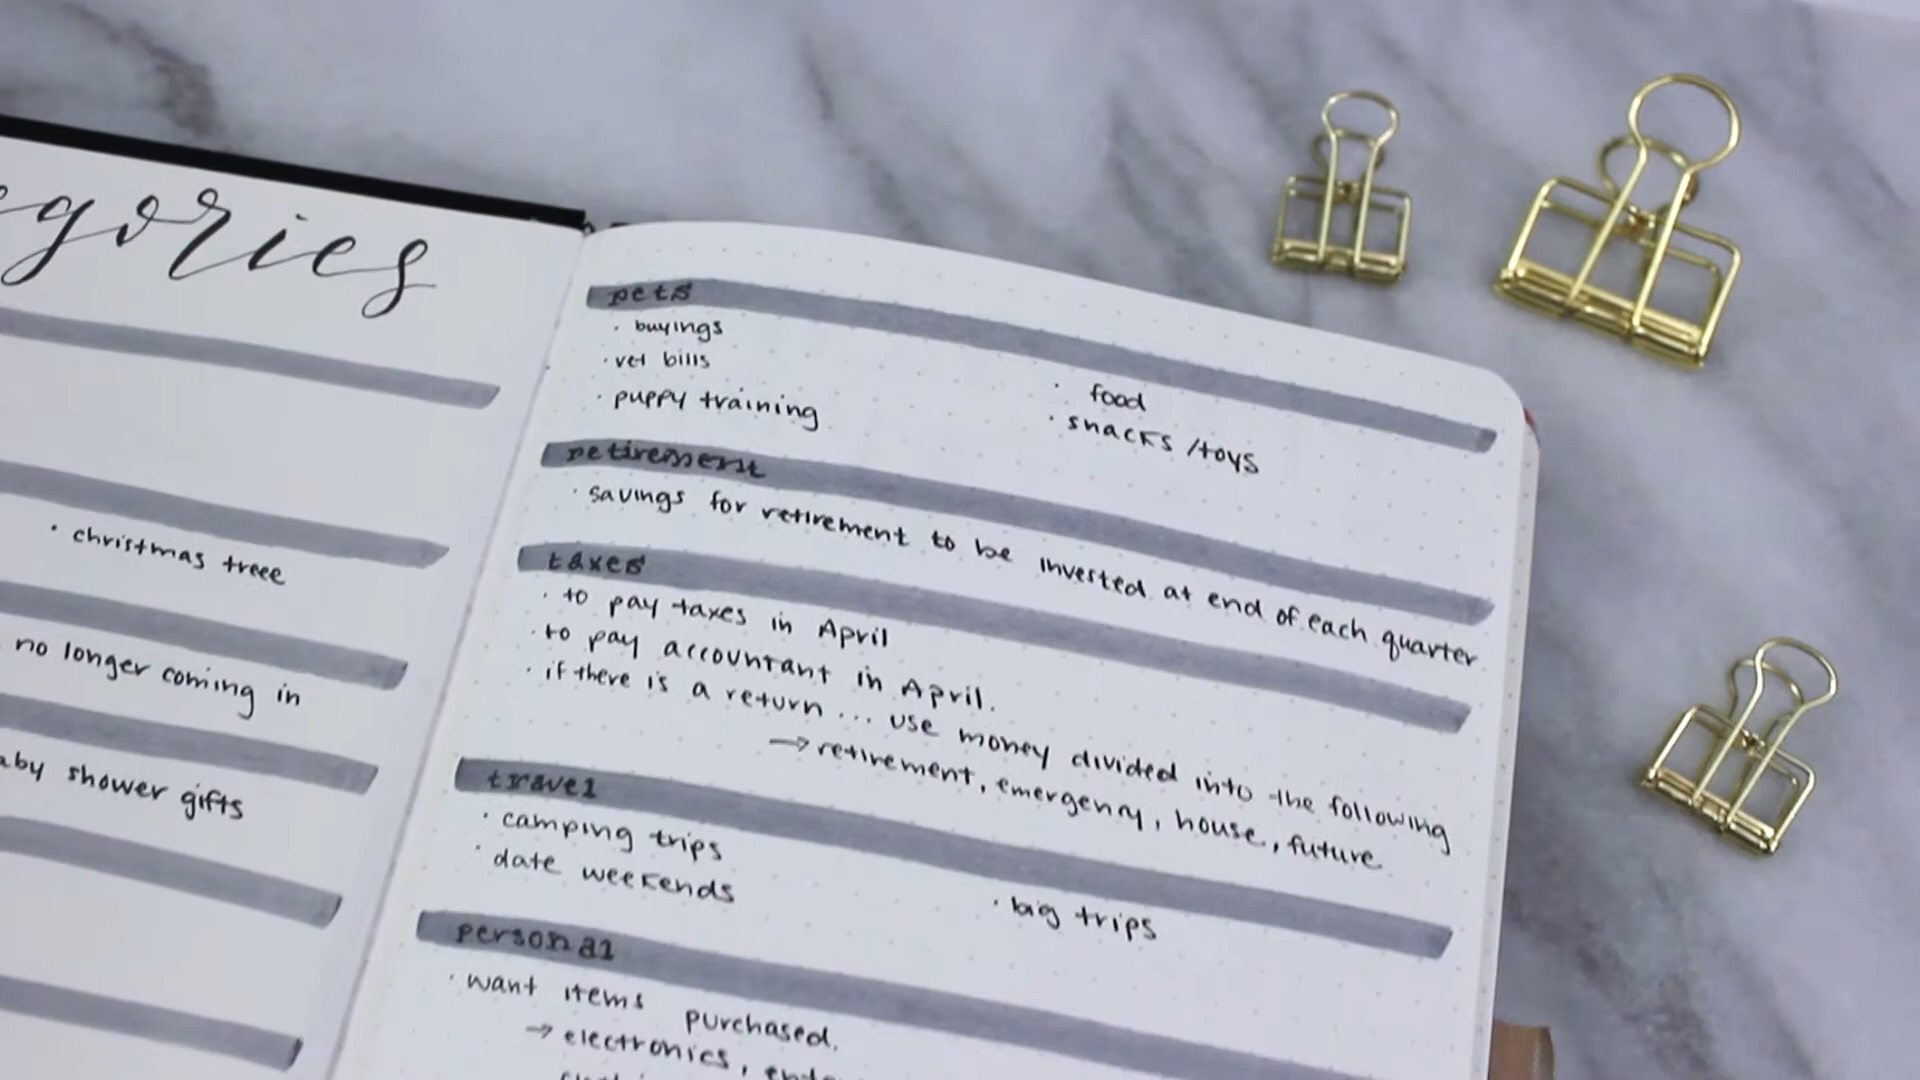 egories
christmas treee
no longer coming in
aby shower gifts
pets
· buyings
· vet bills
· puppy training
· food
· snacks /toys
retirement
· savings for retirement to be invested at end of each quarter.
taxes
· to pay taxes in April
· to pay accountant in April.
· if there is a return ... use money divided into the following
→ retirement, emergency, house, future
travel
· camping trips
· date weekends
· big trips
personal
· want items purchased.
→ electronics,